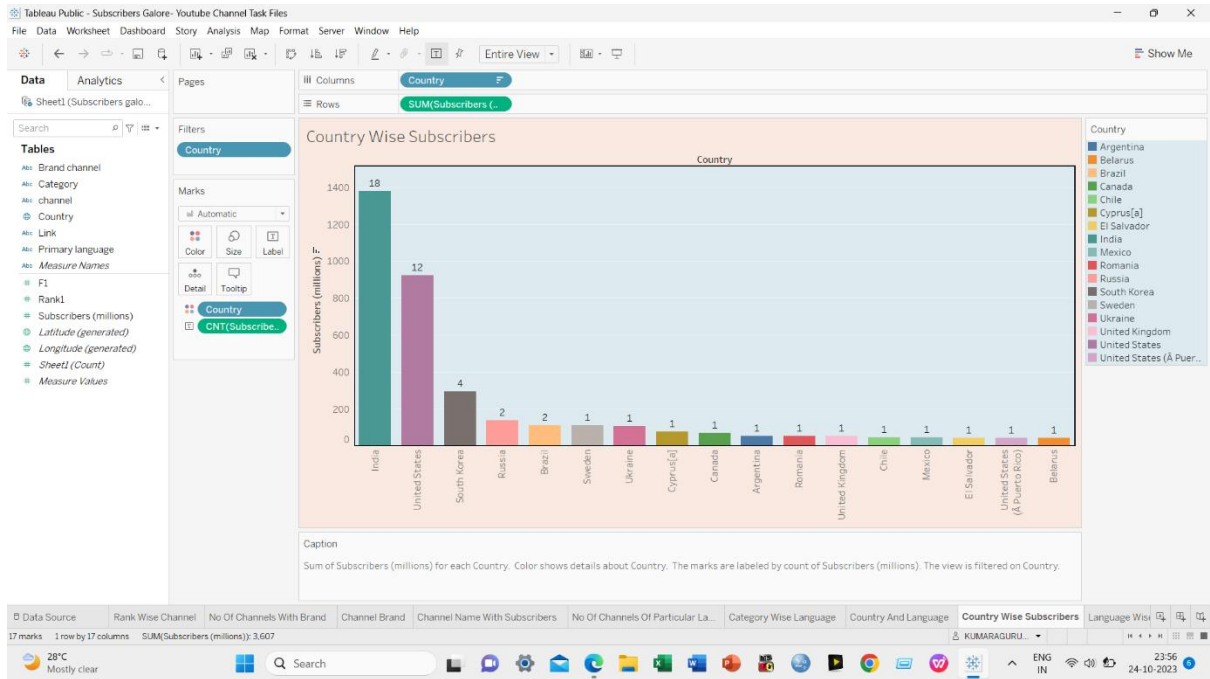 Tableau Public - Subscribers Galore- Youtube Channel Task Files
File Data Worksheet Dashboard Story Analysis Map Format Server Window Help
Entire View
Show Me
Data Analytics
Sheet1 (Subscribers galo...
Search
Tables
Abc Brand channel
Abc Category
Abc channel
Country
Abc Link
Abc Primary language
Abc Measure Names
# F1
# Rank1
# Subscribers (millions)
Latitude (generated)
Longitude (generated)
# Sheet1 (Count)
# Measure Values
Pages
Filters
Country
Marks
Automatic
Color Size Label
Detail Tooltip
Country
CNT(Subscribe..
Columns Country
Rows SUM(Subscribers (..
Country Wise Subscribers
Country
Subscribers (millions)
1400
1200
1000
800
600
400
200
0
18 12 4 2 2 1 1 1 1 1 1 1 1 1 1 1 1
India
United States
South Korea
Russia
Brazil
Sweden
Ukraine
Cyprus[a]
Canada
Argentina
Romania
United Kingdom
Chile
Mexico
El Salvador
United States
(Â Puerto Rico)
Belarus
Country
Argentina
Belarus
Brazil
Canada
Chile
Cyprus[a]
El Salvador
India
Mexico
Romania
Russia
South Korea
Sweden
Ukraine
United Kingdom
United States
United States (Â Puer..
Caption
Sum of Subscribers (millions) for each Country. Color shows details about Country. The marks are labeled by count of Subscribers (millions). The view is filtered on Country.
Data Source Rank Wise Channel No Of Channels With Brand Channel Brand Channel Name With Subscribers No Of Channels Of Particular La... Category Wise Language Country And Language Country Wise Subscribers Language Wis
17 marks 1 row by 17 columns SUM(Subscribers (millions)): 3,607
KUMARAGURU...
28°C
Mostly clear
Search
ENG
IN
23:56
24-10-2023
6